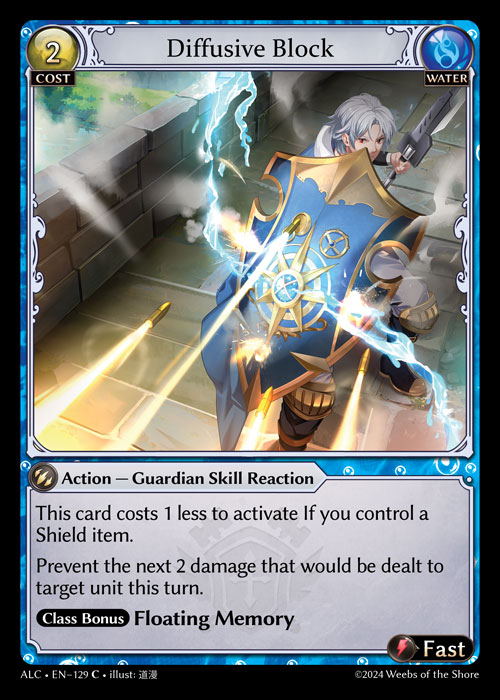 2
Diffusive Block
COST
WATER
Action — Guardian Skill Reaction
This card costs 1 less to activate If you control a
Shield item.
Prevent the next 2 damage that would be dealt to
target unit this turn.
Class Bonus Floating Memory
Fast
ALC • EN–129 C • illust: 道漫
©2024 Weebs of the Shore